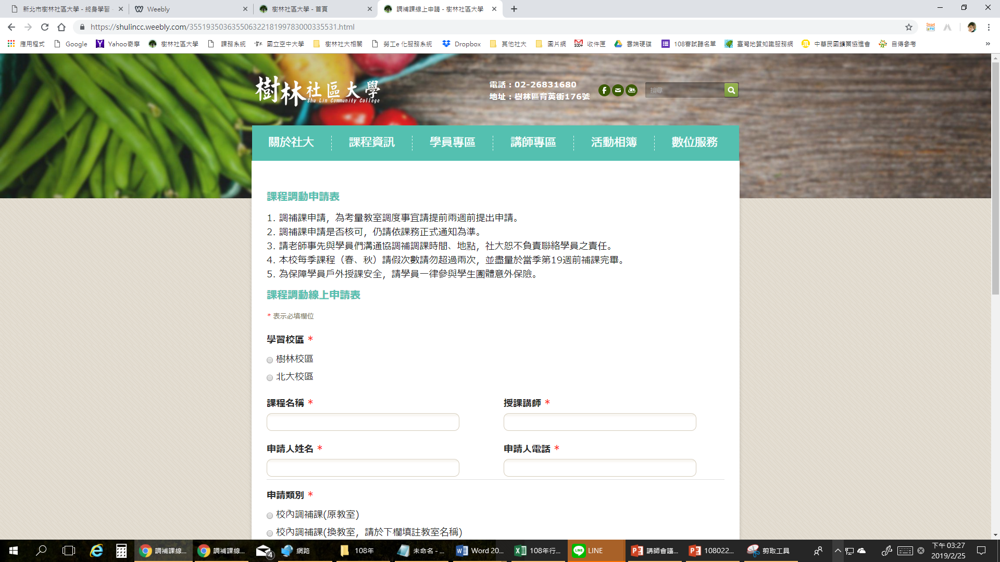 新北市樹林社區大學 - 終身學習
Weebly
樹林社區大學 - 首頁
調補課線上申請 - 樹林社區大學
https://shulincc.weebly.com/35519350363550632218199783000335531.html
應用程式
Google
Yahoo奇摩
樹林社區大學
課務系統
國立空中大學
樹林社大相關
勞工e 化服務系統
Dropbox
其他社大
圖片網
收件匣
雲端硬碟
108春試聽名單
臺灣地質知識服務網
中華民國鑛業協進會
自傳參考
樹林社區大學
Shu Lin Community College
電話：02-26831680
地址：樹林區育英街176號
搜尋
關於社大
課程資訊
學員專區
講師專區
活動相簿
數位服務
課程調動申請表
1. 調補課申請，為考量教室調度事宜請提前兩週前提出申請。
2. 調補課申請是否核可，仍請依課務正式通知為準。
3. 請老師事先與學員們溝通協調補調課時間、地點，社大恕不負責聯絡學員之責任。
4. 本校每季課程（春、秋）請假次數請勿超過兩次，並盡量於當季第19週前補課完畢。
5. 為保障學員戶外授課安全，請學員一律參與學生團體意外保險。
課程調動線上申請表
* 表示必填欄位
學習校區 *
樹林校區
北大校區
課程名稱 *
授課講師 *
申請人姓名 *
申請人電話 *
申請類別 *
校內調補課(原教室)
校內調補課(換教室，請於下欄填註教室名稱)
調補課線...
調補課線...
4
網路
108年
未命名 - ...
Word 20...
108年行...
LINE
講師會議...
108022...
剪取工具
下午 03:27
2019/2/25